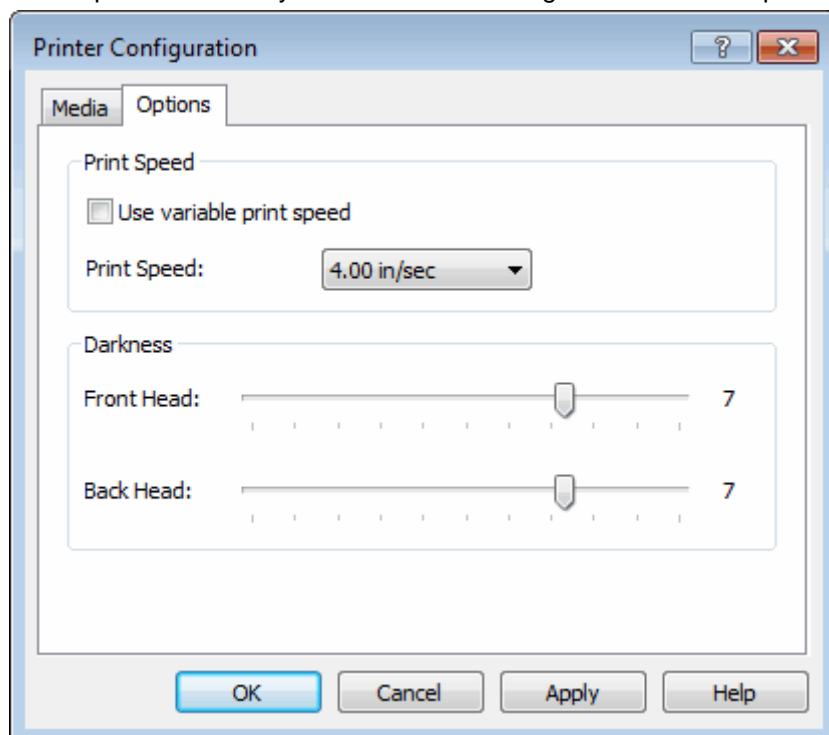 Printer Configuration
Media Options
Print Speed
Use variable print speed
Print Speed: 4.00 in/sec
Darkness
Front Head: 7
Back Head: 7
OK Cancel Apply Help